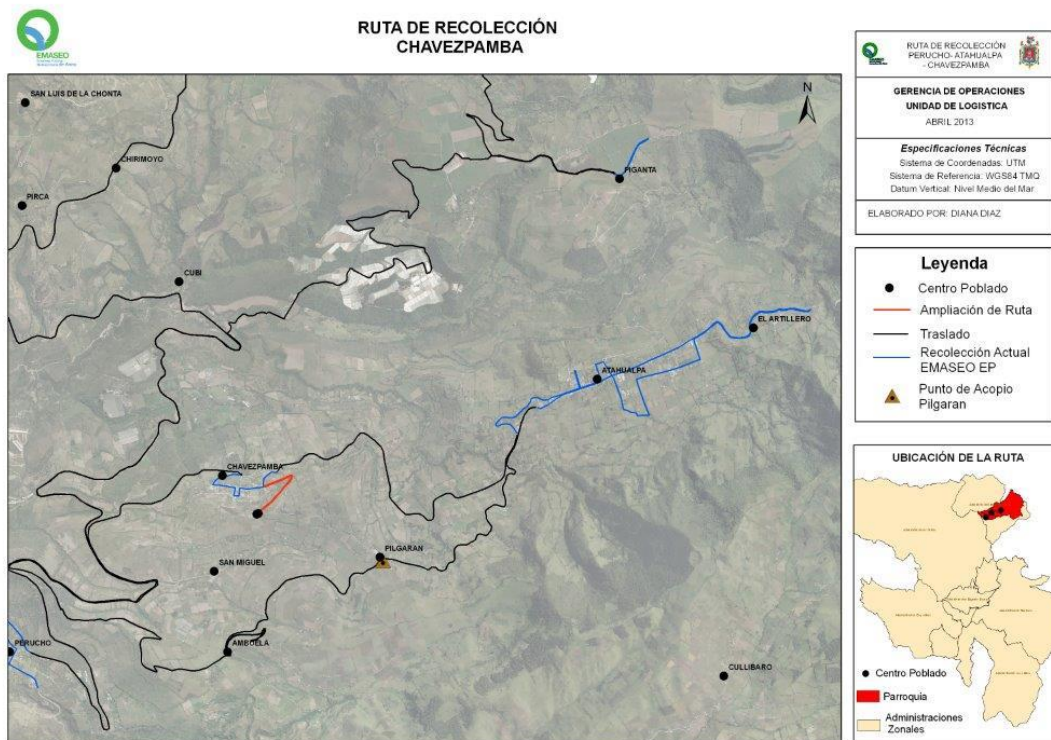 EMASEO
RUTA DE RECOLECCIÓN
CHAVEZPAMBA
SAN LUIS DE LA CHONTA
CHIRIMOYO
PIRCA
CUBI
PIGANTA
N
EL ARTILLERO
ATAHUALPA
CHAVEZPAMBA
PILGARAN
SAN MIGUEL
PERUCHO
AMBUELA
CULLIBARO
RUTA DE RECOLECCIÓN
PERUCHO- ATAHUALPA
- CHAVEZPAMBA
GERENCIA DE OPERACIONES
UNIDAD DE LOGISTICA
ABRIL 2013
Especificaciones Técnicas
Sistema de Coordenadas: UTM
Sistema de Referencia: WGS84 TMQ
Datum Vertical: Nivel Medio del Mar
ELABORADO POR: DIANA DIAZ
Leyenda
Centro Poblado
Ampliación de Ruta
Traslado
Recolección Actual
EMASEO EP
Punto de Acopio
Pilgaran
UBICACIÓN DE LA RUTA
Centro Poblado
Parroquia
Administraciones
Zonales